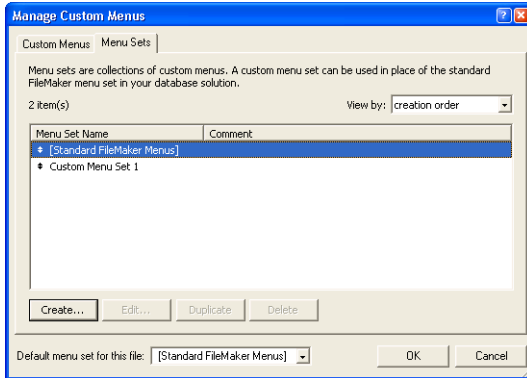 Manage Custom Menus
Custom Menus Menu Sets
Menu sets are collections of custom menus. A custom menu set can be used in place of the standard
FileMaker menu set in your database solution.
2 item(s) View by: creation order
Menu Set Name Comment
[Standard FileMaker Menus]
Custom Menu Set 1
Create... Edit... Duplicate Delete
Default menu set for this file: [Standard FileMaker Menus] OK Cancel